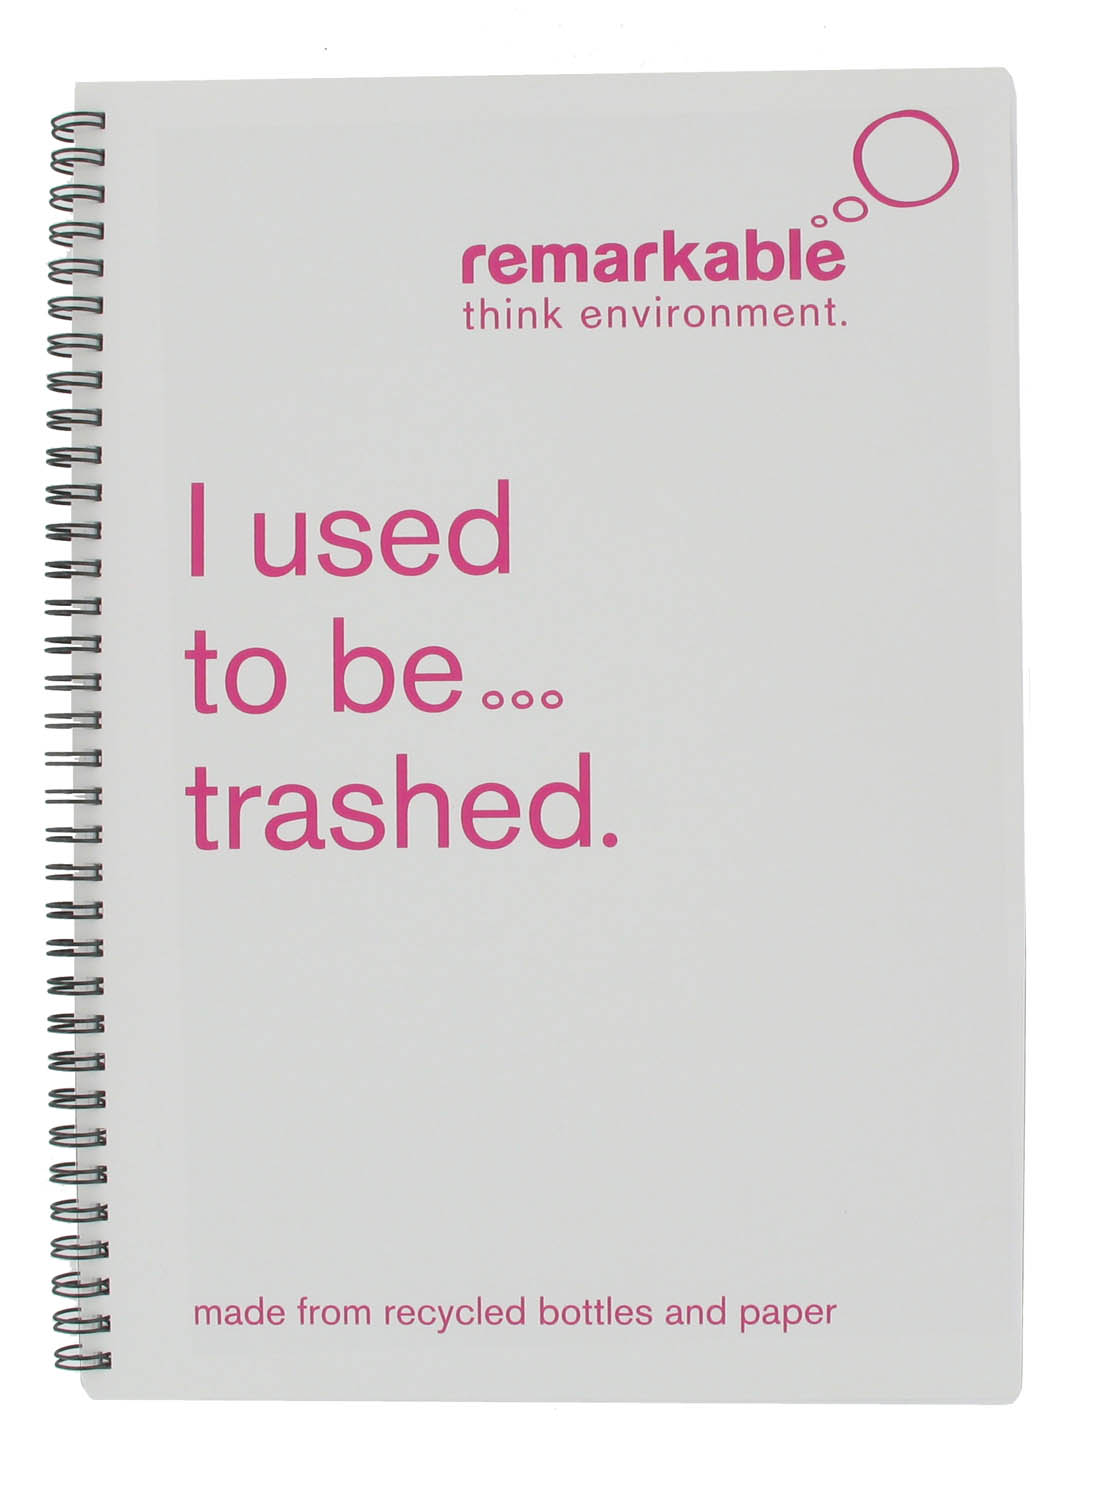 remarkable
think environment.
I used
to be...
trashed.
made from recycled bottles and paper